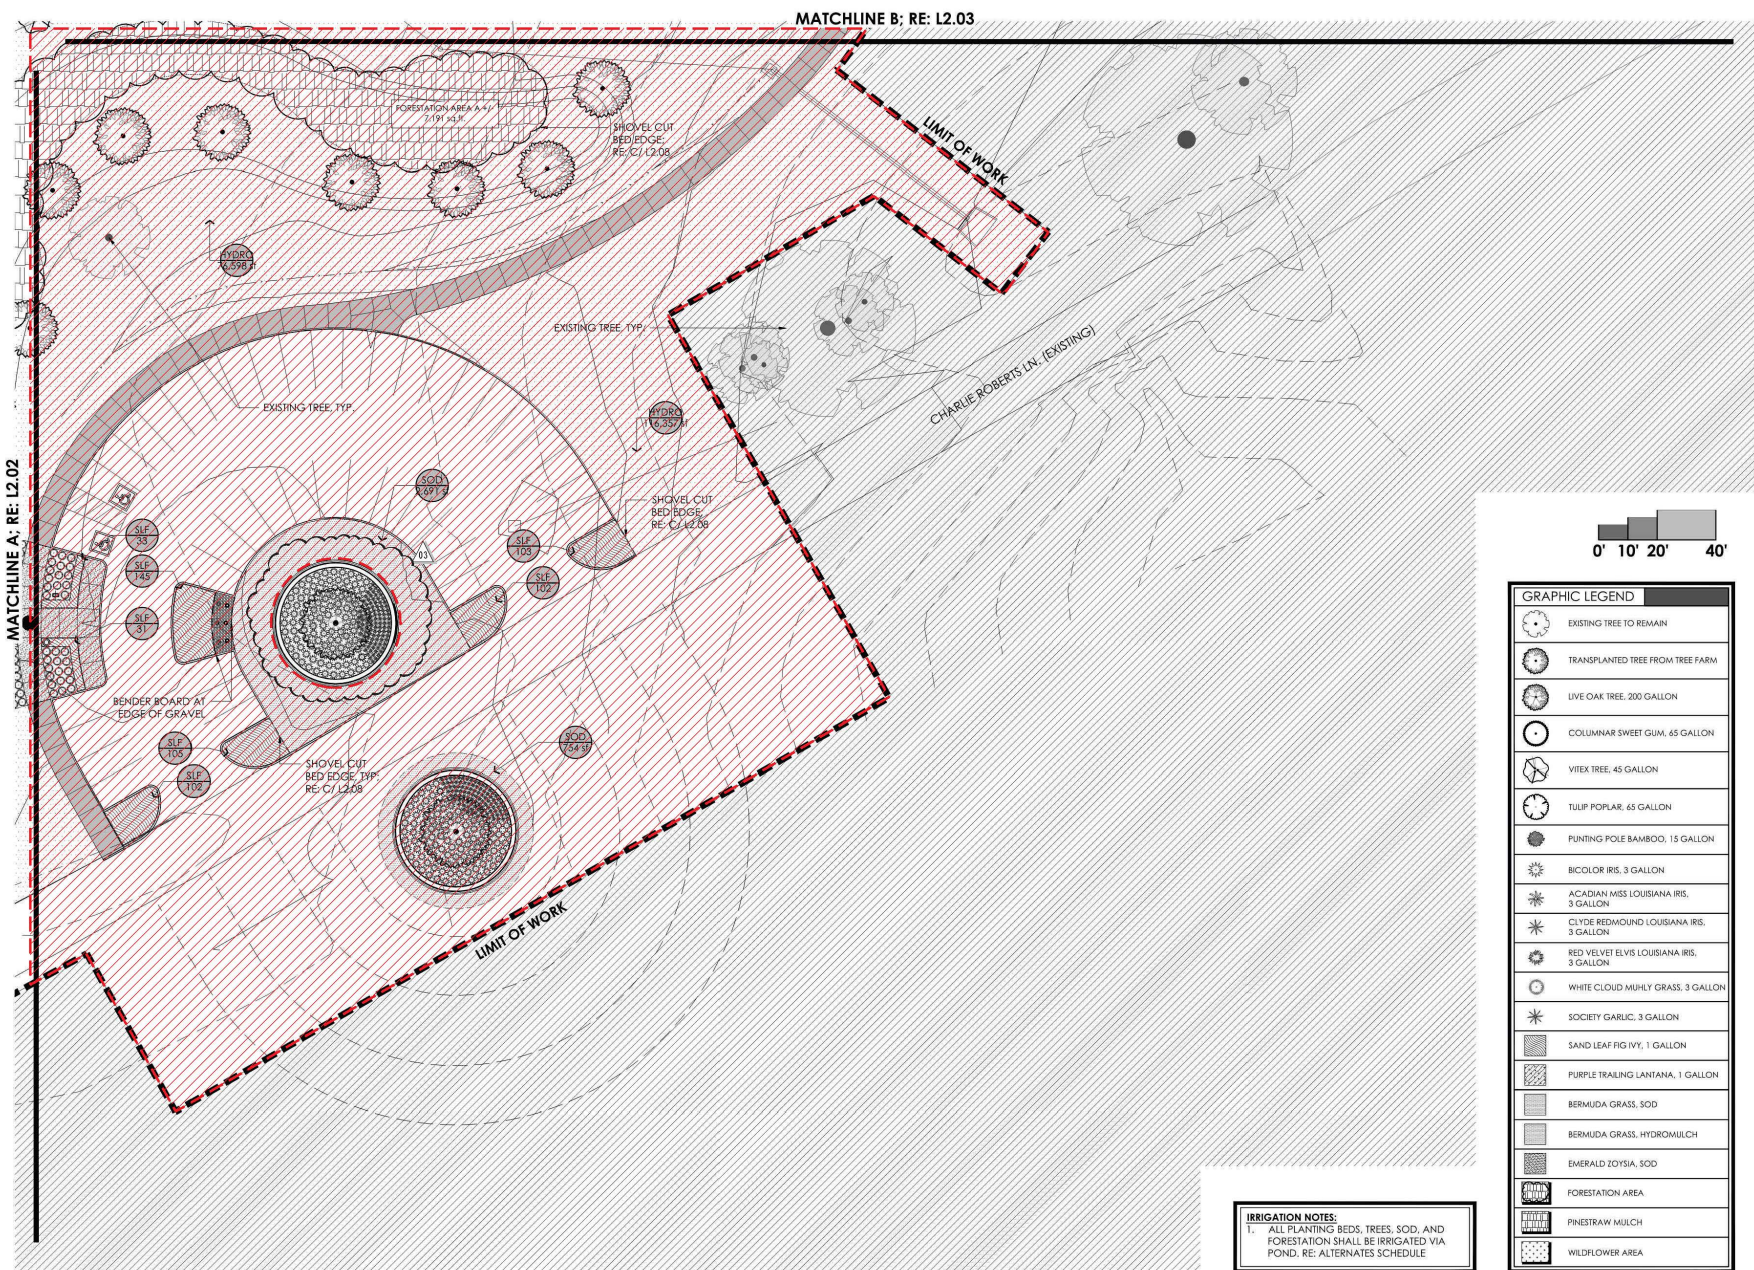 MATCHLINE B; RE: L2.03
FORESTATION AREA A +/-
7,191 sq.ft.
SHOVEL CUT
BED EDGE;
RE: C/ L2.08
LIMIT OF WORK
HYDRO
EXISTING TREE, TYP.
CHARLIE ROBERTS LN. (EXISTING)
EXISTING TREE, TYP.
HYDRO
116,357 sf
MATCHLINE A; RE: L2.02
SOD
SHOVEL CUT
BED EDGE;
RE: C/ L2.08
SLF
33
SLF
103
03
SLF
145
SLF
102
SLF
31
BENDER BOARD AT
EDGE OF GRAVEL
SLF
105
SLF
102
SHOVEL CUT
BED EDGE, TYP;
RE: C/ L2.08
SOD
754 sf
LIMIT OF WORK
0' 10' 20' 40'
GRAPHIC LEGEND
EXISTING TREE TO REMAIN
TRANSPLANTED TREE FROM TREE FARM
LIVE OAK TREE, 200 GALLON
COLUMNAR SWEET GUM, 65 GALLON
VITEX TREE, 45 GALLON
TULIP POPLAR, 65 GALLON
PUNTING POLE BAMBOO, 15 GALLON
BICOLOR IRIS, 3 GALLON
ACADIAN MISS LOUISIANA IRIS,
3 GALLON
CLYDE REDMOUND LOUISIANA IRIS,
3 GALLON
RED VELVET ELVIS LOUISIANA IRIS,
3 GALLON
WHITE CLOUD MUHLY GRASS, 3 GALLON
SOCIETY GARLIC, 3 GALLON
SAND LEAF FIG IVY, 1 GALLON
PURPLE TRAILING LANTANA, 1 GALLON
BERMUDA GRASS, SOD
BERMUDA GRASS, HYDROMULCH
EMERALD ZOYSIA, SOD
FORESTATION AREA
PINESTRAW MULCH
WILDFLOWER AREA
IRRIGATION NOTES:
1. ALL PLANTING BEDS, TREES, SOD, AND
FORESTATION SHALL BE IRRIGATED VIA
POND. RE: ALTERNATES SCHEDULE